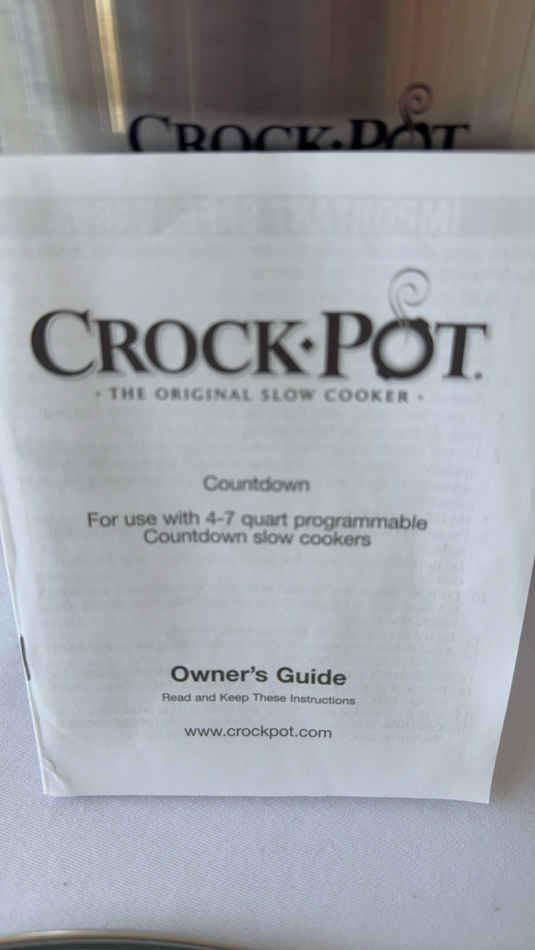 CROCK·POT
CROCK·POT®
• THE ORIGINAL SLOW COOKER •
Countdown
For use with 4-7 quart programmable
Countdown slow cookers
Owner's Guide
Read and Keep These Instructions
www.crockpot.com